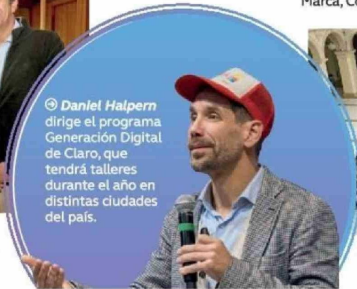 Marca, C
⊕ Daniel Halpern
dirige el programa
Generación Digital
de Claro, que
tendrá talleres
durante el año en
distintas ciudades
del país.